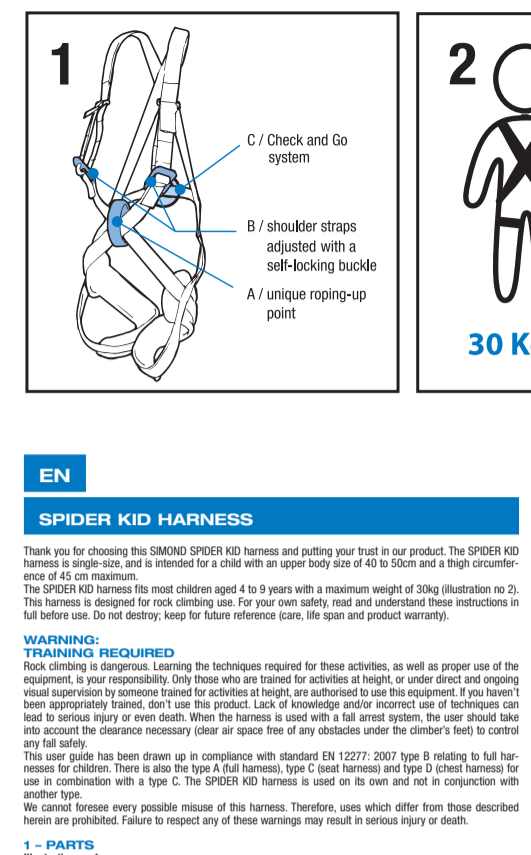 1
C / Check and Go
system
B / shoulder straps
adjusted with a
self-locking buckle
A / unique roping-up
point
2
30 K
EN
SPIDER KID HARNESS
Thank you for choosing this SIMOND SPIDER KID harness and putting your trust in our product. The SPIDER KID
harness is single-size, and is intended for a child with an upper body size of 40 to 50cm and a thigh circumfer-
ence of 45 cm maximum.
The SPIDER KID harness fits most children aged 4 to 9 years with a maximum weight of 30kg (illustration no 2).
This harness is designed for rock climbing use. For your own safety, read and understand these instructions in
full before use. Do not destroy; keep for future reference (care, life span and product warranty).
WARNING:
TRAINING REQUIRED
Rock climbing is dangerous. Learning the techniques required for these activities, as well as proper use of the
equipment, is your responsibility. Only those who are trained for activities at height, or under direct and ongoing
visual supervision by someone trained for activities at height, are authorised to use this equipment. If you haven't
been appropriately trained, don't use this product. Lack of knowledge and/or incorrect use of techniques can
lead to serious injury or even death. When the harness is used with a fall arrest system, the user should take
into account the clearance necessary (clear air space free of any obstacles under the climber's feet) to control
any fall safely.
This user guide has been drawn up in compliance with standard EN 12277: 2007 type B relating to full har-
nesses for children. There is also the type A (full harness), type C (seat harness) and type D (chest harness) for
use in combination with a type C. The SPIDER KID harness is used on its own and not in conjunction with
another type.
We cannot foresee every possible misuse of this harness. Therefore, uses which differ from those described
herein are prohibited. Failure to respect any of these warnings may result in serious injury or death.
1 – PARTS